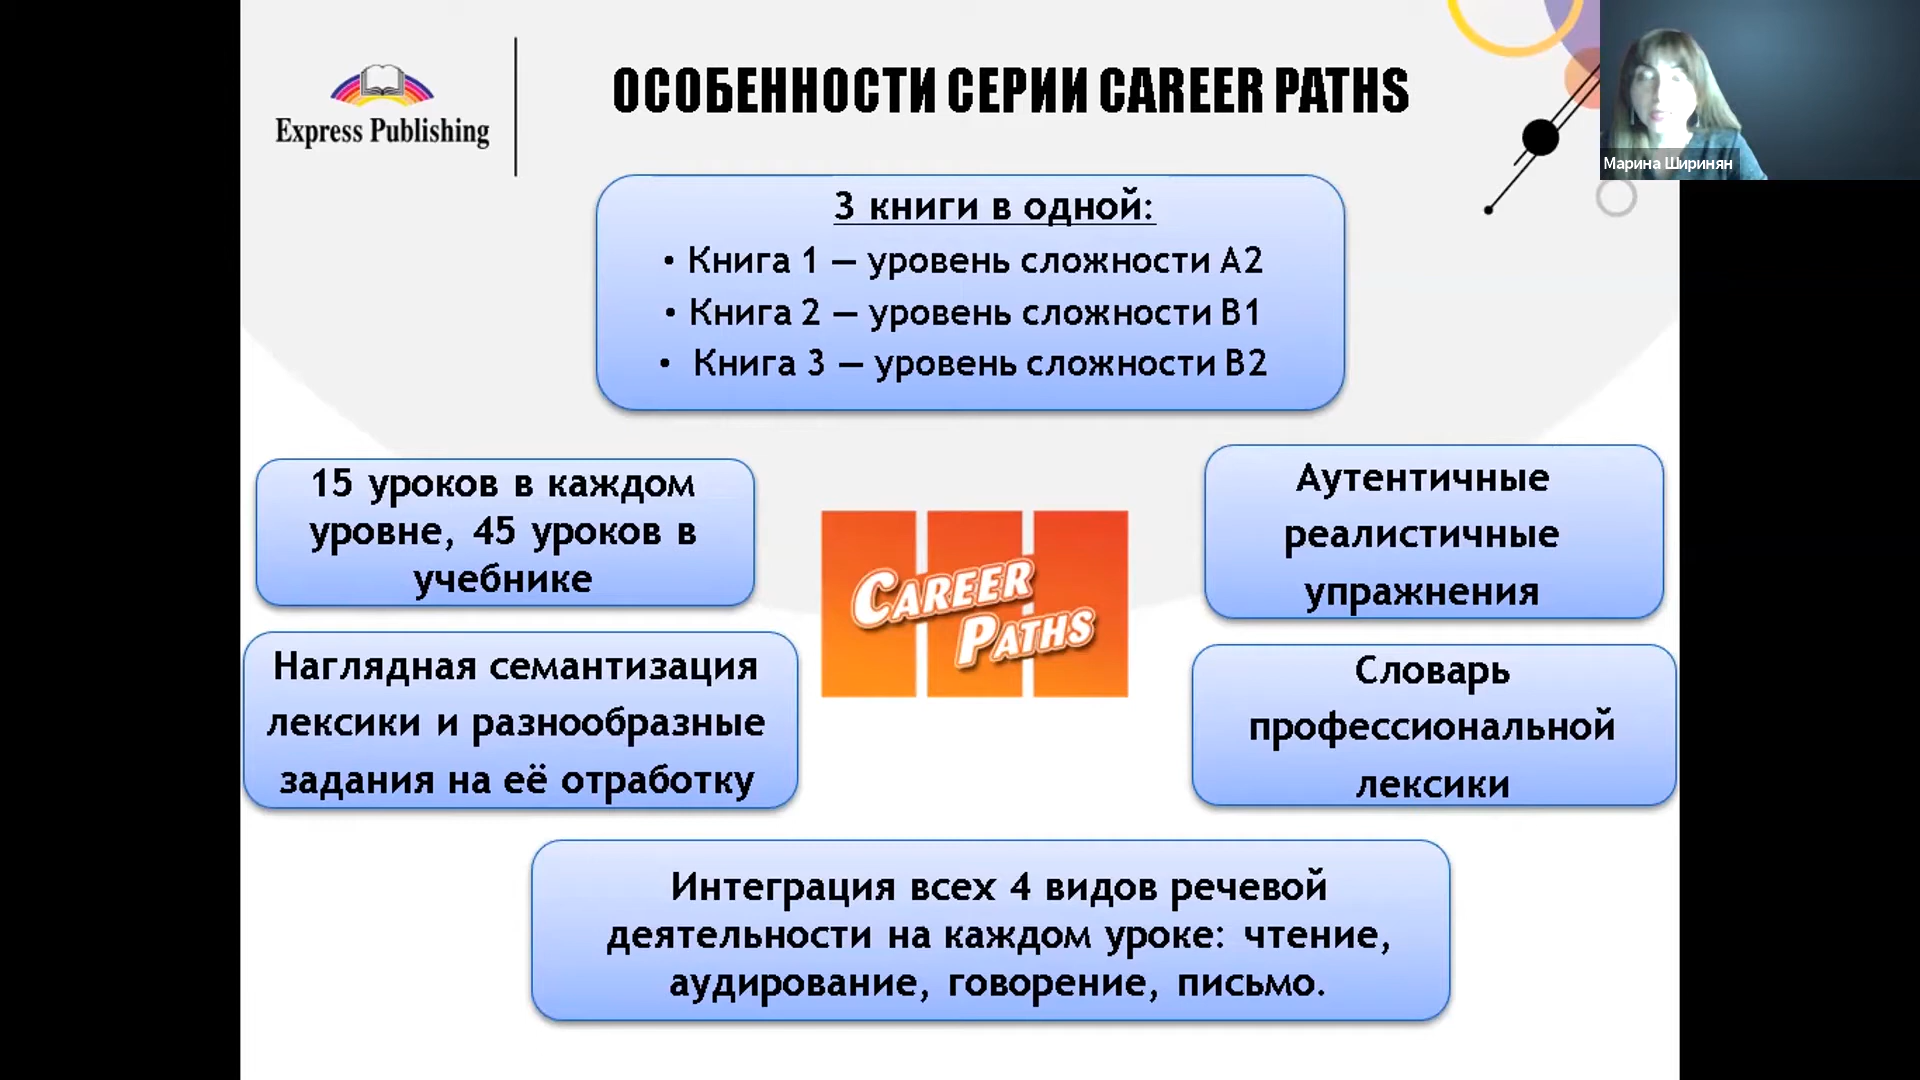 Express Publishing
ОСОБЕННОСТИ СЕРИИ CAREER PATHS
Марина Ширинян
3 книги в одной:
• Книга 1 — уровень сложности A2
• Книга 2 — уровень сложности B1
• Книга 3 — уровень сложности B2
15 уроков в каждом
уровне, 45 уроков в
учебнике
Аутентичные
реалистичные
упражнения
CAREER
PATHS
Наглядная семантизация
лексики и разнообразные
задания на её отработку
Словарь
профессиональной
лексики
Интеграция всех 4 видов речевой
деятельности на каждом уроке: чтение,
аудирование, говорение, письмо.